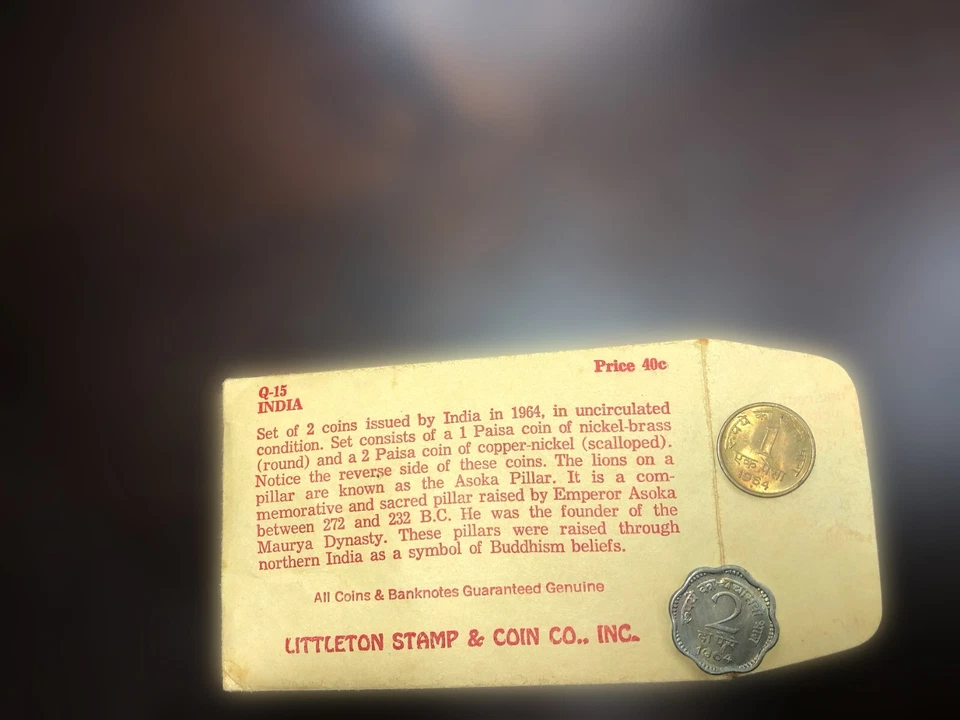 Q-15
INDIA
Price 40c
Set of 2 coins issued by India in 1964, in uncirculated
condition. Set consists of a 1 Paisa coin of nickel-brass
(round) and a 2 Paisa coin of copper-nickel (scalloped).
Notice the reverse side of these coins. The lions on a
pillar are known as the Asoka Pillar. It is a com-
memorative and sacred pillar raised by Emperor Asoka
between 272 and 232 B.C. He was the founder of the
Maurya Dynasty. These pillars were raised through
northern India as a symbol of Buddhism beliefs.
All Coins & Banknotes Guaranteed Genuine
LITTLETON STAMP & COIN CO., INC.
1
1964
2
1964